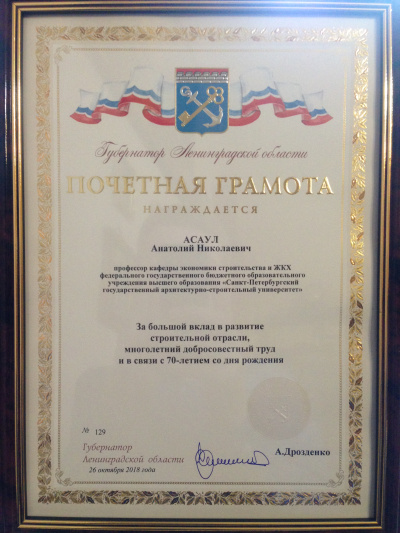 Губернатор Ленинградской области
ПОЧЕТНАЯ ГРАМОТА
НАГРАЖДАЕТСЯ
АСАУЛ
Анатолий Николаевич
профессор кафедры экономики строительства и ЖКХ
федерального государственного бюджетного образовательного
учреждения высшего образования «Санкт-Петербургский
государственный архитектурно-строительный университет»
За большой вклад в развитие
строительной отрасли,
многолетний добросовестный труд
и в связи с 70-летием со дня рождения
№ 129
Губернатор
Ленинградской области
А.Дрозденко
26 октября 2018 года